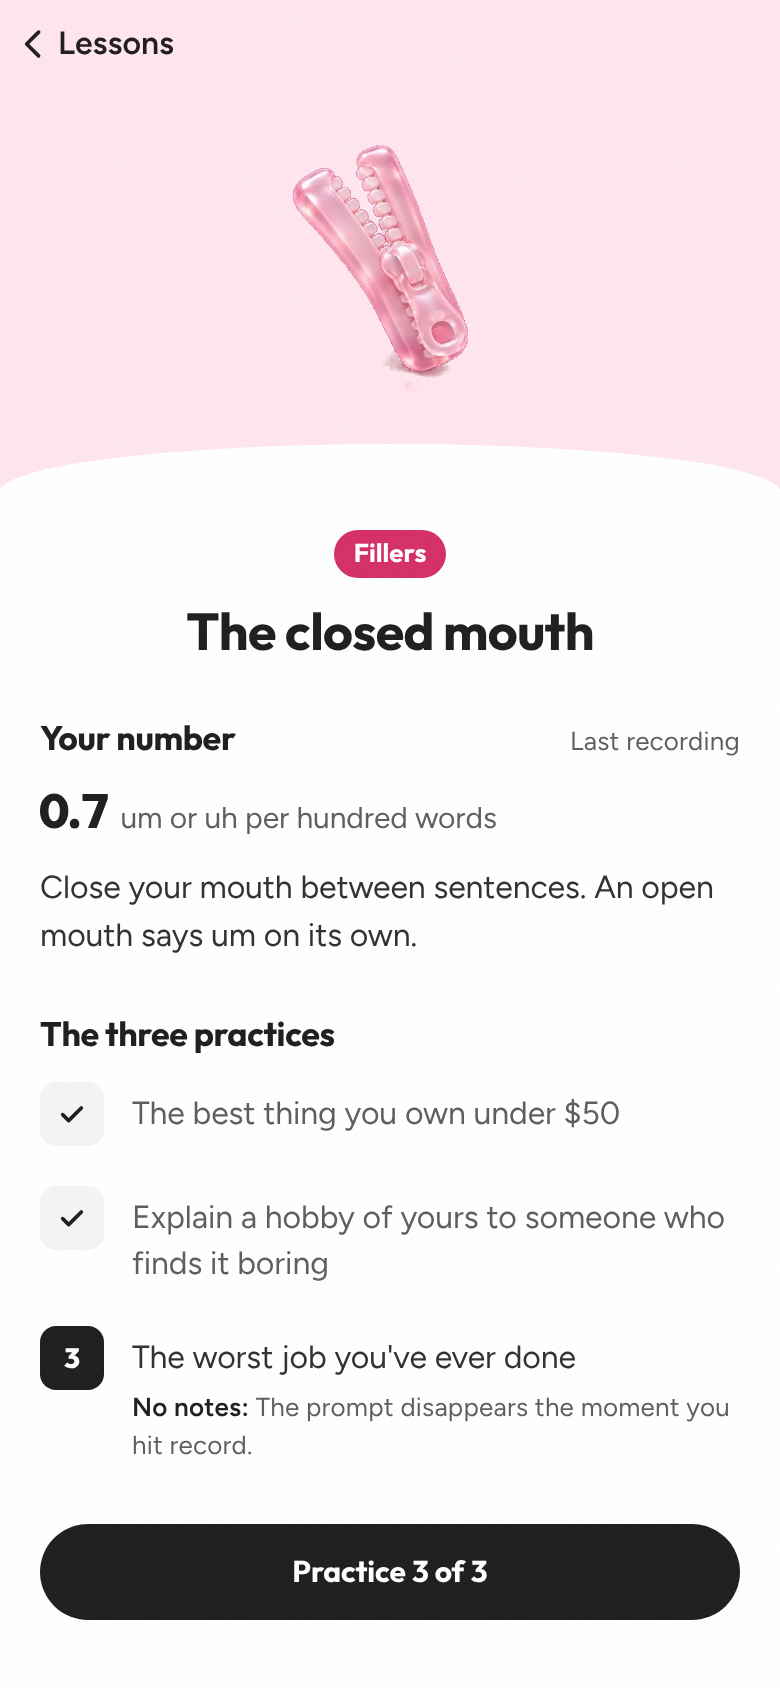 Lessons
Fillers
The closed mouth
Your number
Last recording
0.7 um or uh per hundred words
Close your mouth between sentences. An open
mouth says um on its own.
The three practices
The best thing you own under $50
Explain a hobby of yours to someone who
finds it boring
3 The worst job you've ever done
No notes: The prompt disappears the moment you
hit record.
Practice 3 of 3